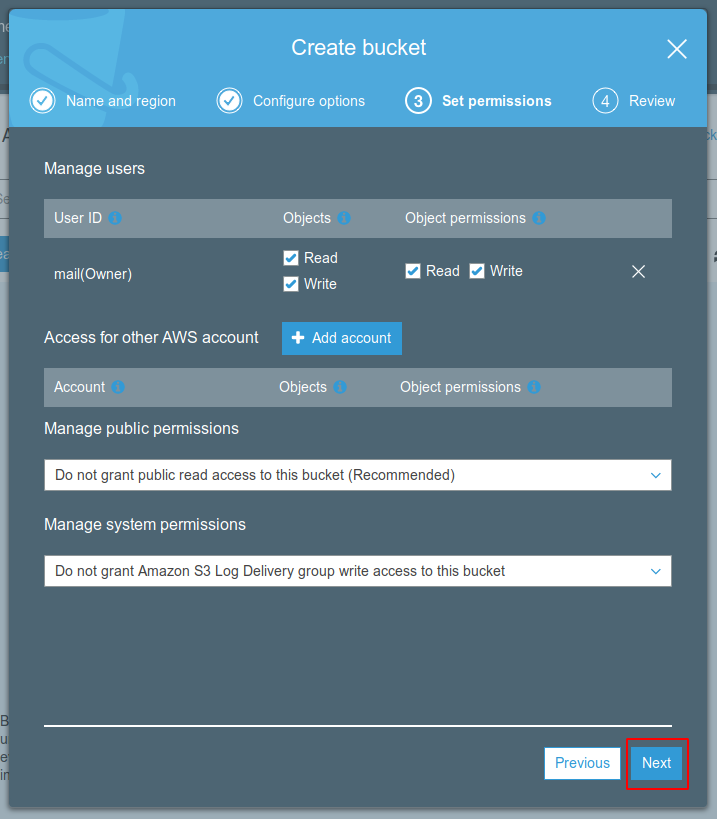 Create bucket
Name and region
Configure options
3 Set permissions
4 Review
Manage users
User ID Objects Object permissions
mail(Owner)
Read
Write
Read Write
Access for other AWS account Add account
Account Objects Object permissions
Manage public permissions
Do not grant public read access to this bucket (Recommended)
Manage system permissions
Do not grant Amazon S3 Log Delivery group write access to this bucket
Previous Next